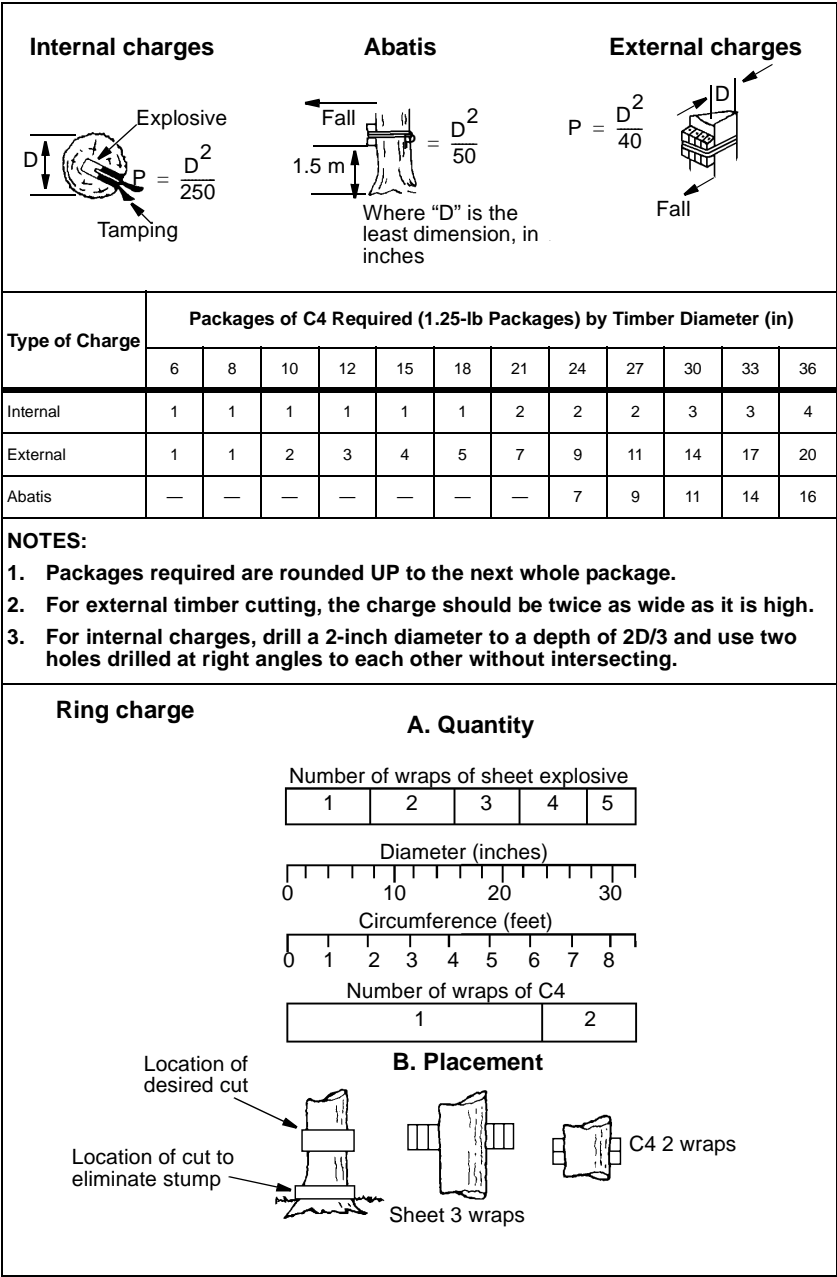 Internal charges
Abatis
External charges
Explosive
D
P = D2/250
Tamping
Fall
1.5 m
= D2/50
Where “D” is the
least dimension, in
inches
P = D2/40
D
Fall
Type of Charge
Packages of C4 Required (1.25-lb Packages) by Timber Diameter (in)
6 8 10 12 15 18 21 24 27 30 33 36
Internal 1 1 1 1 1 1 2 2 2 3 3 4
External 1 1 2 3 4 5 7 9 11 14 17 20
Abatis — — — — — — — 7 9 11 14 16
NOTES:
1. Packages required are rounded UP to the next whole package.
2. For external timber cutting, the charge should be twice as wide as it is high.
3. For internal charges, drill a 2-inch diameter to a depth of 2D/3 and use two
holes drilled at right angles to each other without intersecting.
Ring charge
A. Quantity
Number of wraps of sheet explosive
1 2 3 4 5
Diameter (inches)
0 10 20 30
Circumference (feet)
0 1 2 3 4 5 6 7 8
Number of wraps of C4
1 2
B. Placement
Location of
desired cut
Location of cut to
eliminate stump
Sheet 3 wraps
C4 2 wraps